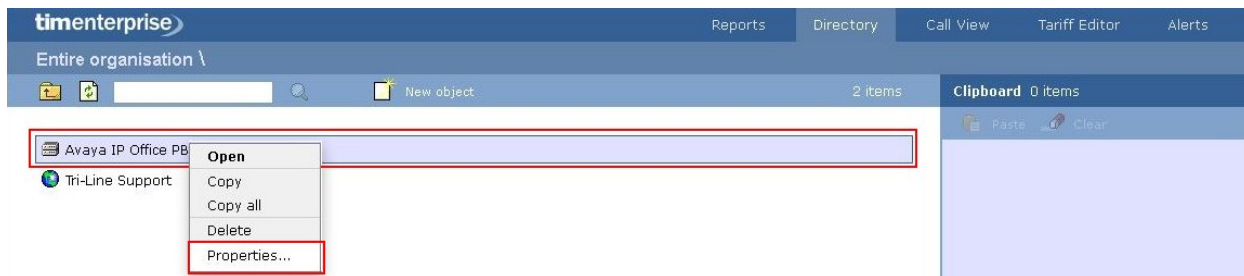 timenterprise Reports Directory Call View Tariff Editor Alerts
Entire organisation \
New object 2 items Clipboard 0 items
Paste Clear
Avaya IP Office PB
Open
Tri-Line Support
Copy
Copy all
Delete
Properties...